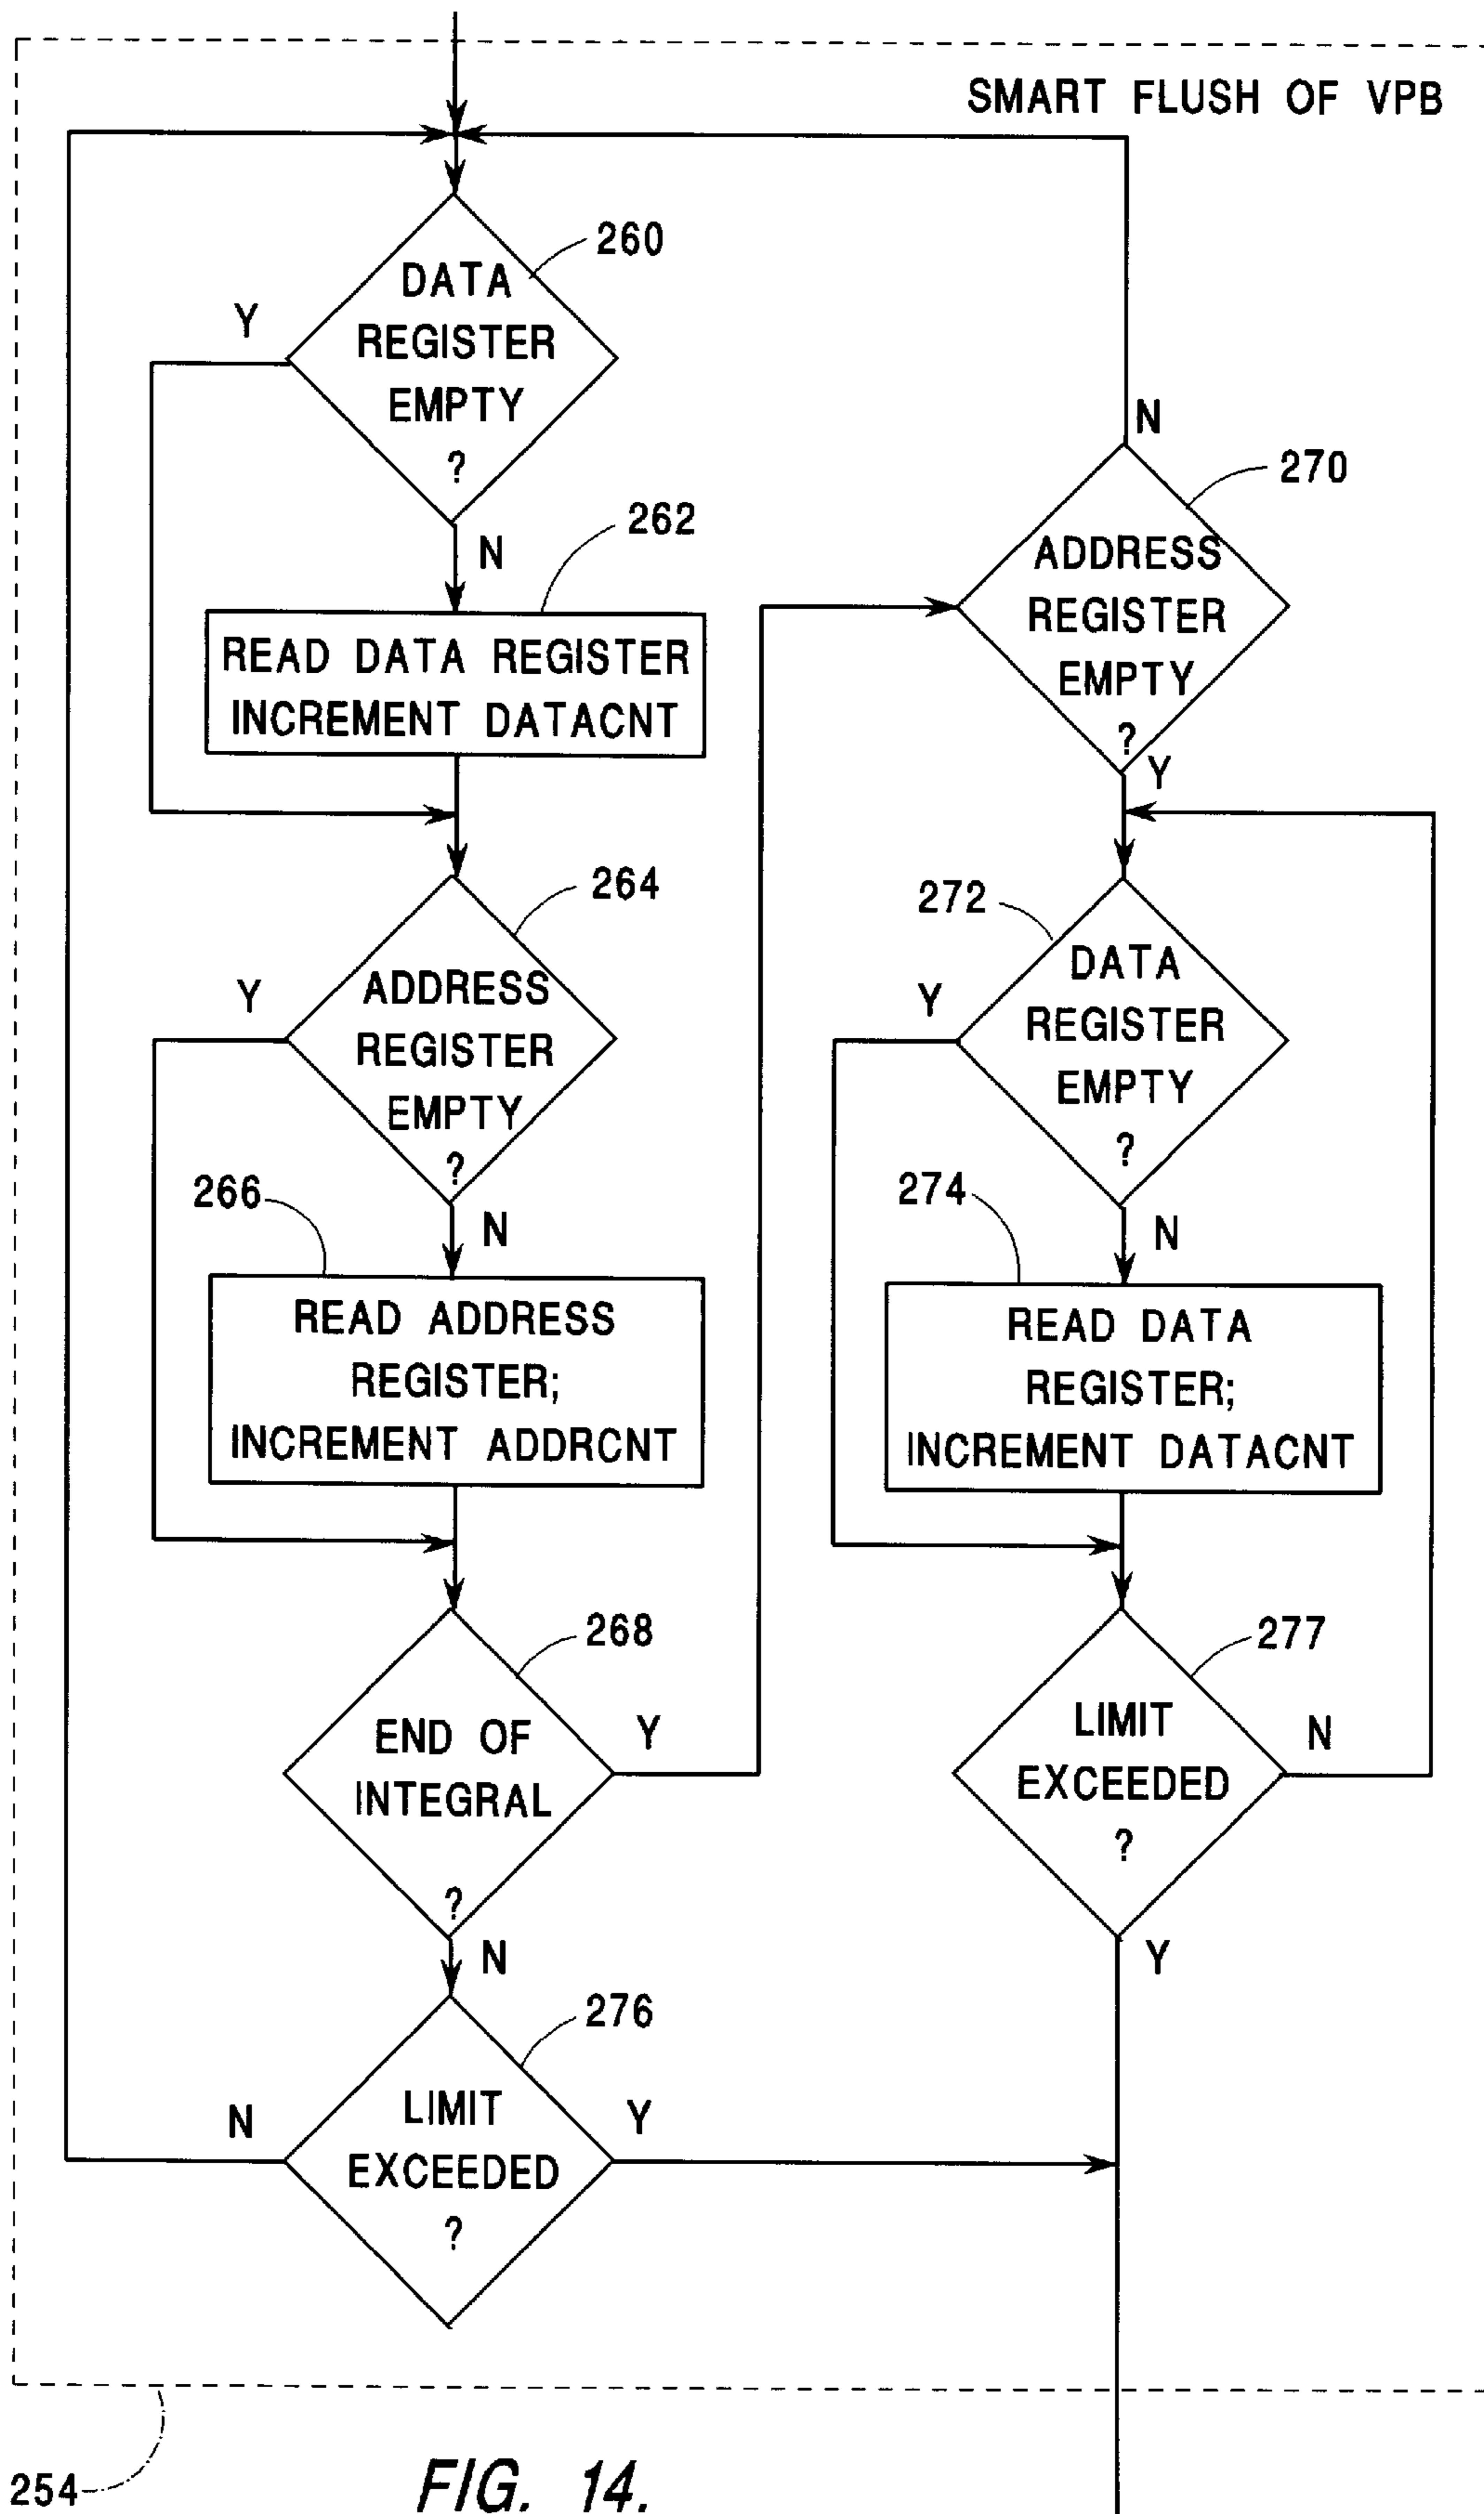 SMART FLUSH OF VPB
260
DATA
REGISTER
EMPTY
?
Y
N
262
READ DATA REGISTER
INCREMENT DATACNT
264
ADDRESS
REGISTER
EMPTY
?
Y
N
266
READ ADDRESS
REGISTER;
INCREMENT ADDRCNT
268
END OF
INTEGRAL
?
Y
N
276
LIMIT
EXCEEDED
?
N
Y
N
270
ADDRESS
REGISTER
EMPTY
?
Y
272
DATA
REGISTER
EMPTY
?
Y
N
274
READ DATA
REGISTER;
INCREMENT DATACNT
277
LIMIT
EXCEEDED
?
N
Y
254
FIG. 14.